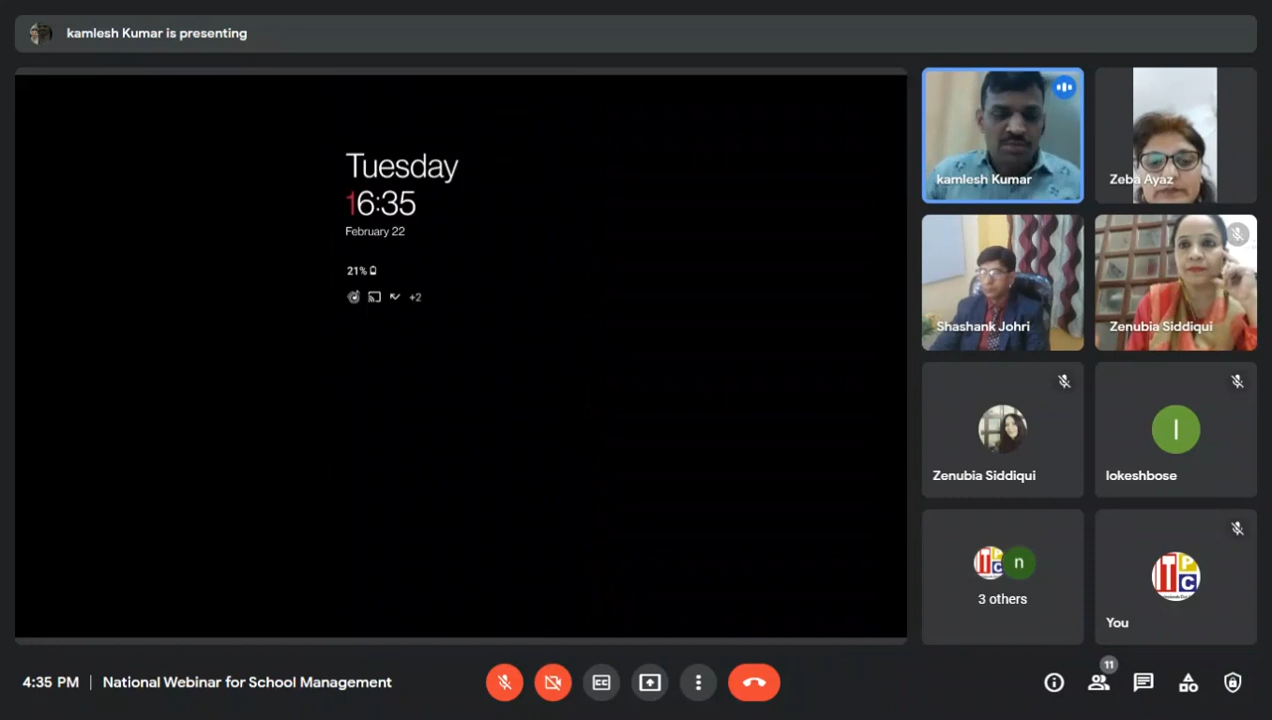 kamlesh Kumar is presenting
Tuesday
16:35
February 22
21%
+2
kamlesh Kumar
Zeba Ayaz
Shashank Johri
Zenubia Siddiqui
Zenubia Siddiqui
l
lokeshbose
n
3 others
T P C
You
4:35 PM | National Webinar for School Management
CC
11